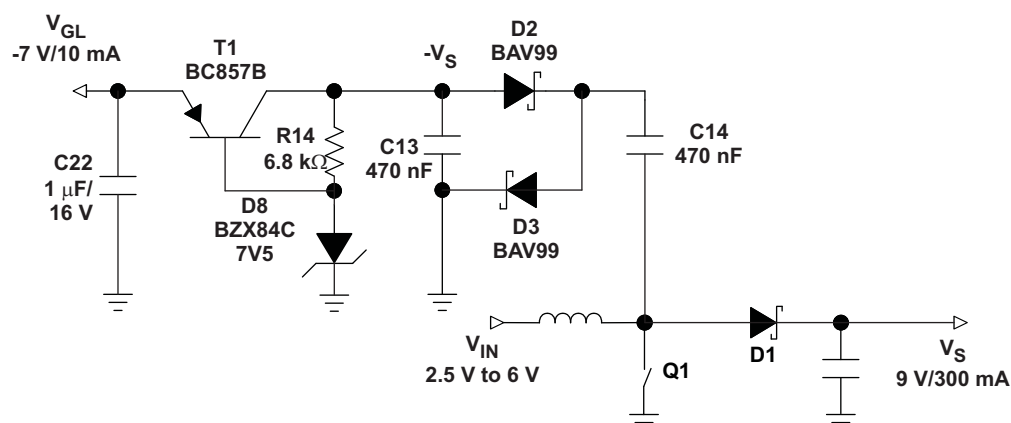 V_GL
-7 V/10 mA
T1
BC857B
-V_S
D2
BAV99
C22
1 μF/
16 V
R14
6.8 kΩ
C13
470 nF
C14
470 nF
D8
BZX84C
7V5
D3
BAV99
V_IN
2.5 V to 6 V
Q1
D1
V_S
9 V/300 mA